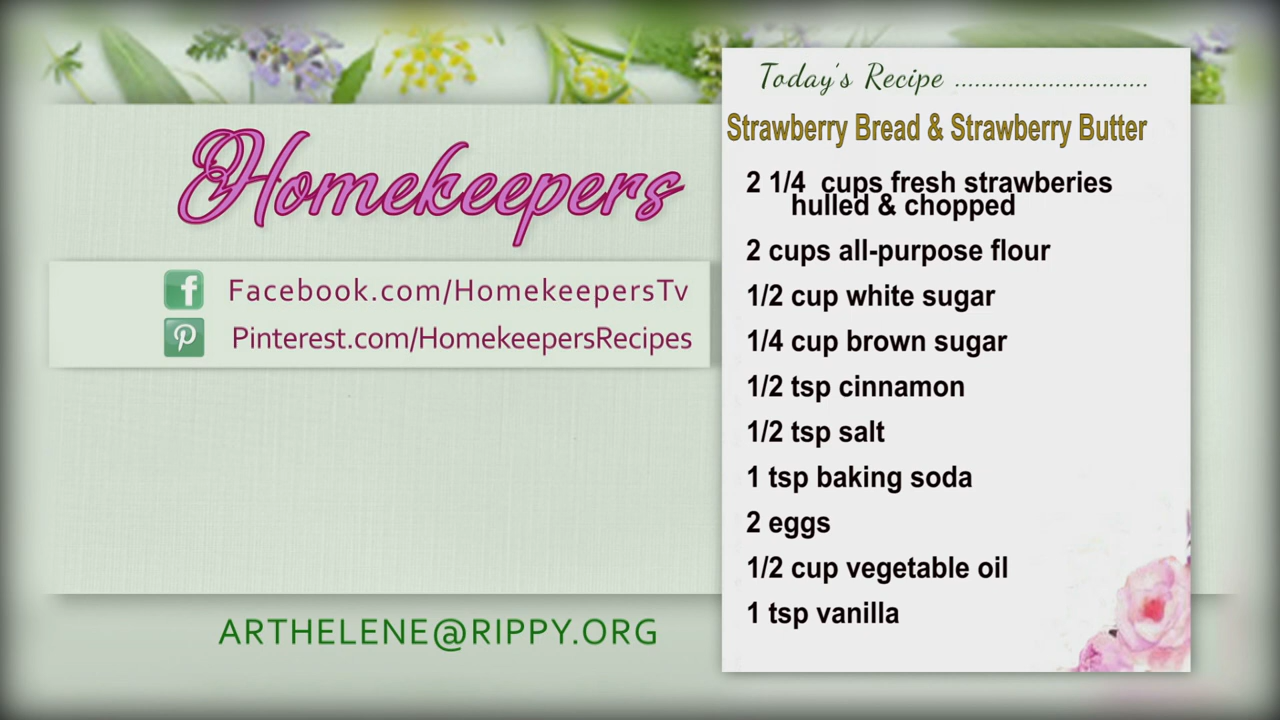 Homekeepers
Facebook.com/HomekeepersTv
Pinterest.com/HomekeepersRecipes
ARTHELENE@RIPPY.ORG
Today's Recipe ............................
Strawberry Bread & Strawberry Butter
2 1/4 cups fresh strawberies
hulled & chopped
2 cups all-purpose flour
1/2 cup white sugar
1/4 cup brown sugar
1/2 tsp cinnamon
1/2 tsp salt
1 tsp baking soda
2 eggs
1/2 cup vegetable oil
1 tsp vanilla